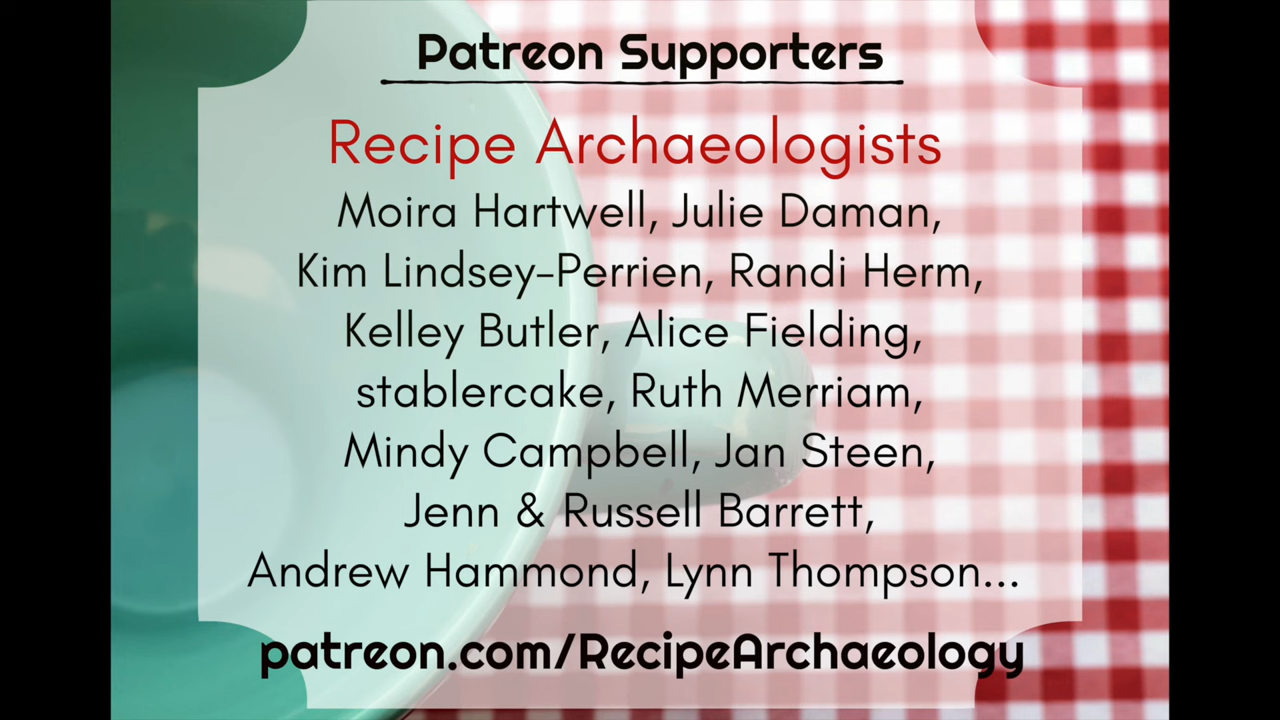 Patreon Supporters
Recipe Archaeologists
Moira Hartwell, Julie Daman,
Kim Lindsey-Perrien, Randi Herm,
Kelley Butler, Alice Fielding,
stablercake, Ruth Merriam,
Mindy Campbell, Jan Steen,
Jenn & Russell Barrett,
Andrew Hammond, Lynn Thompson...
patreon.com/RecipeArchaeology